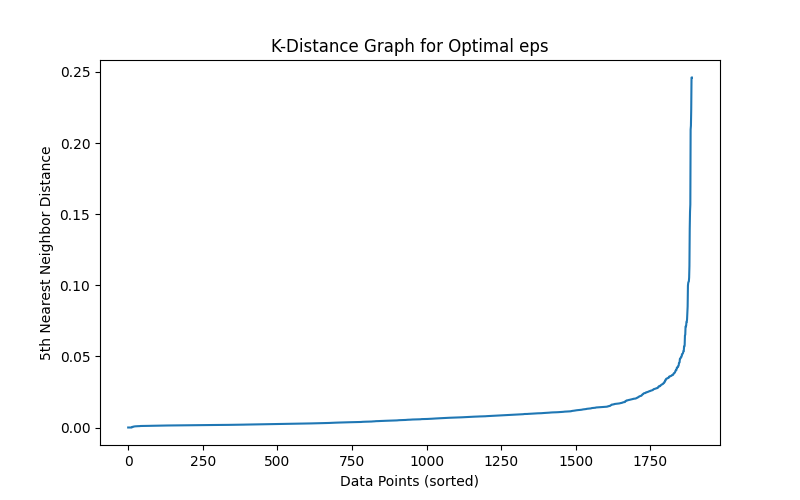 K-Distance Graph for Optimal eps
5th Nearest Neighbor Distance
0.25
0.20
0.15
0.10
0.05
0.00
0 250 500 750 1000 1250 1500 1750
Data Points (sorted)